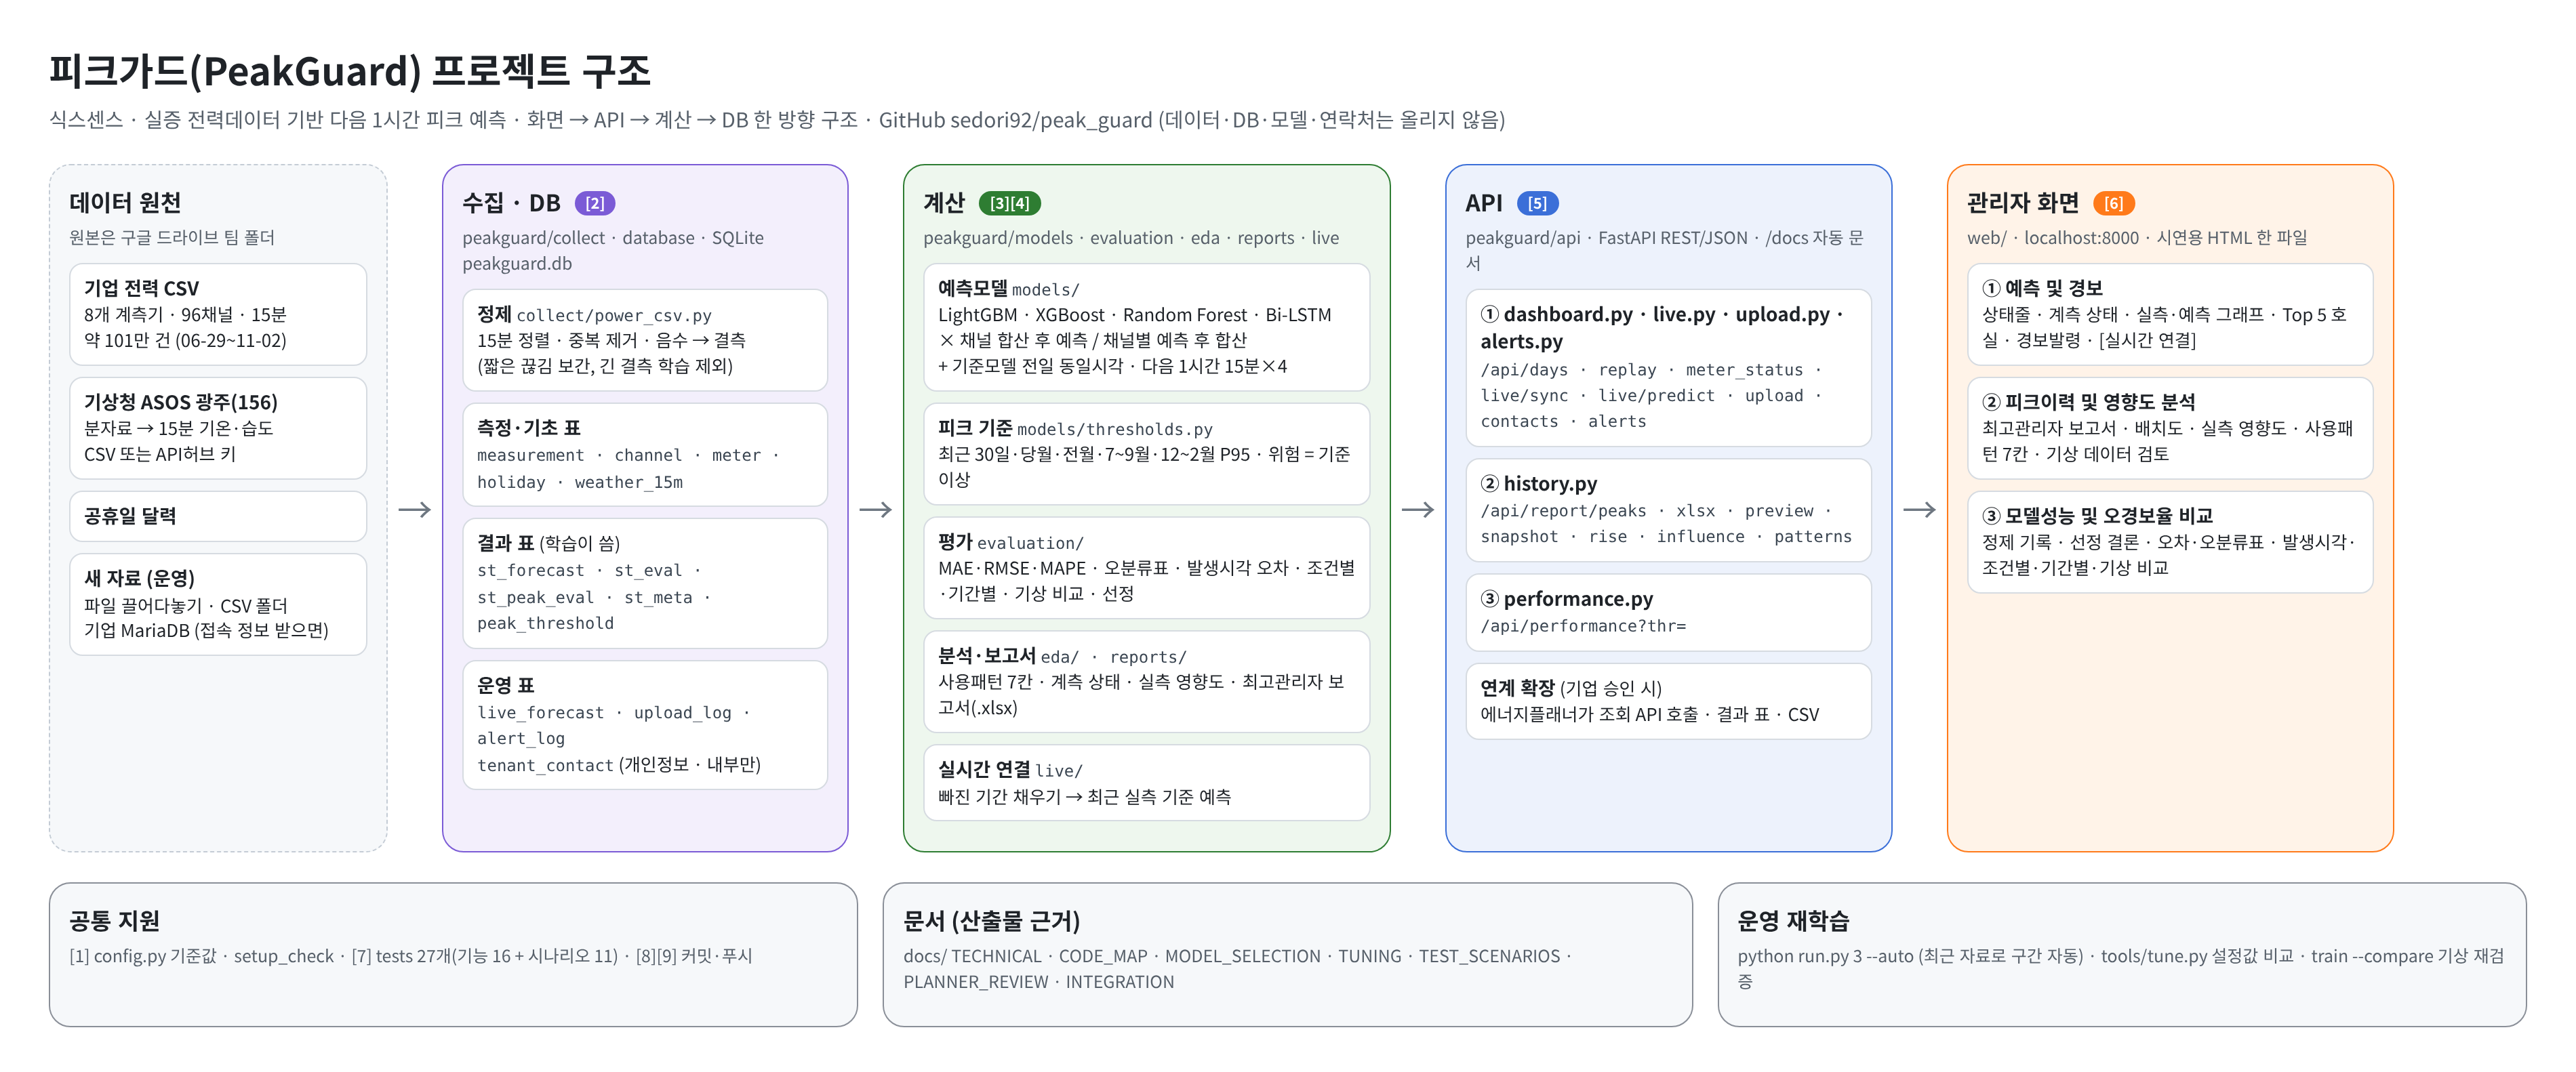 피크가드(PeakGuard) 프로젝트 구조
식스센스 · 실증 전력데이터 기반 다음 1시간 피크 예측 · 화면 → API → 계산 → DB 한 방향 구조 · GitHub sedori92/peak_guard (데이터·DB·모델·연락처는 올리지 않음)
데이터 원천
원본은 구글 드라이브 팀 폴더
기업 전력 CSV
8개 계측기 · 96채널 · 15분
약 101만 건 (06-29~11-02)
기상청 ASOS 광주(156)
분자료 → 15분 기온·습도
CSV 또는 API허브 키
공휴일 달력
새 자료 (운영)
파일 끌어다놓기 · CSV 폴더
기업 MariaDB (접속 정보 받으면)
→
수집 · DB [2]
peakguard/collect · database · SQLite
peakguard.db
정제 collect/power_csv.py
15분 정렬 · 중복 제거 · 음수 → 결측
(짧은 끊김 보간, 긴 결측 학습 제외)
측정·기초 표
measurement · channel · meter ·
holiday · weather_15m
결과 표 (학습이 씀)
st_forecast · st_eval ·
st_peak_eval · st_meta ·
peak_threshold
운영 표
live_forecast · upload_log ·
alert_log
tenant_contact (개인정보 · 내부만)
→
계산 [3][4]
peakguard/models · evaluation · eda · reports · live
예측모델 models/
LightGBM · XGBoost · Random Forest · Bi-LSTM
× 채널 합산 후 예측 / 채널별 예측 후 합산
+ 기준모델 전일 동일시각 · 다음 1시간 15분×4
피크 기준 models/thresholds.py
최근 30일·당월·전월·7~9월·12~2월 P95 · 위험 = 기준
이상
평가 evaluation/
MAE·RMSE·MAPE · 오분류표 · 발생시각 오차 · 조건별
·기간별 · 기상 비교 · 선정
분석·보고서 eda/ · reports/
사용패턴 7칸 · 계측 상태 · 실측 영향도 · 최고관리자 보
고서(.xlsx)
실시간 연결 live/
빠진 기간 채우기 → 최근 실측 기준 예측
→
API [5]
peakguard/api · FastAPI REST/JSON · /docs 자동 문
서
① dashboard.py · live.py · upload.py ·
alerts.py
/api/days · replay · meter_status ·
live/sync · live/predict · upload ·
contacts · alerts
② history.py
/api/report/peaks · xlsx · preview ·
snapshot · rise · influence · patterns
③ performance.py
/api/performance?thr=
연계 확장 (기업 승인 시)
에너지플래너가 조회 API 호출 · 결과 표 · CSV
→
관리자 화면 [6]
web/ · localhost:8000 · 시연용 HTML 한 파일
① 예측 및 경보
상태줄 · 계측 상태 · 실측·예측 그래프 · Top 5 호
실 · 경보발령 · [실시간 연결]
② 피크이력 및 영향도 분석
최고관리자 보고서 · 배치도 · 실측 영향도 · 사용패
턴 7칸 · 기상 데이터 검토
③ 모델성능 및 오경보율 비교
정제 기록 · 선정 결론 · 오차·오분류표 · 발생시각·
조건별·기간별·기상 비교
공통 지원
[1] config.py 기준값 · setup_check · [7] tests 27개(기능 16 + 시나리오 11) · [8][9] 커밋·푸시
문서 (산출물 근거)
docs/ TECHNICAL · CODE_MAP · MODEL_SELECTION · TUNING · TEST_SCENARIOS ·
PLANNER_REVIEW · INTEGRATION
운영 재학습
python run.py 3 --auto (최근 자료로 구간 자동) · tools/tune.py 설정값 비교 · train --compare 기상 재검
증